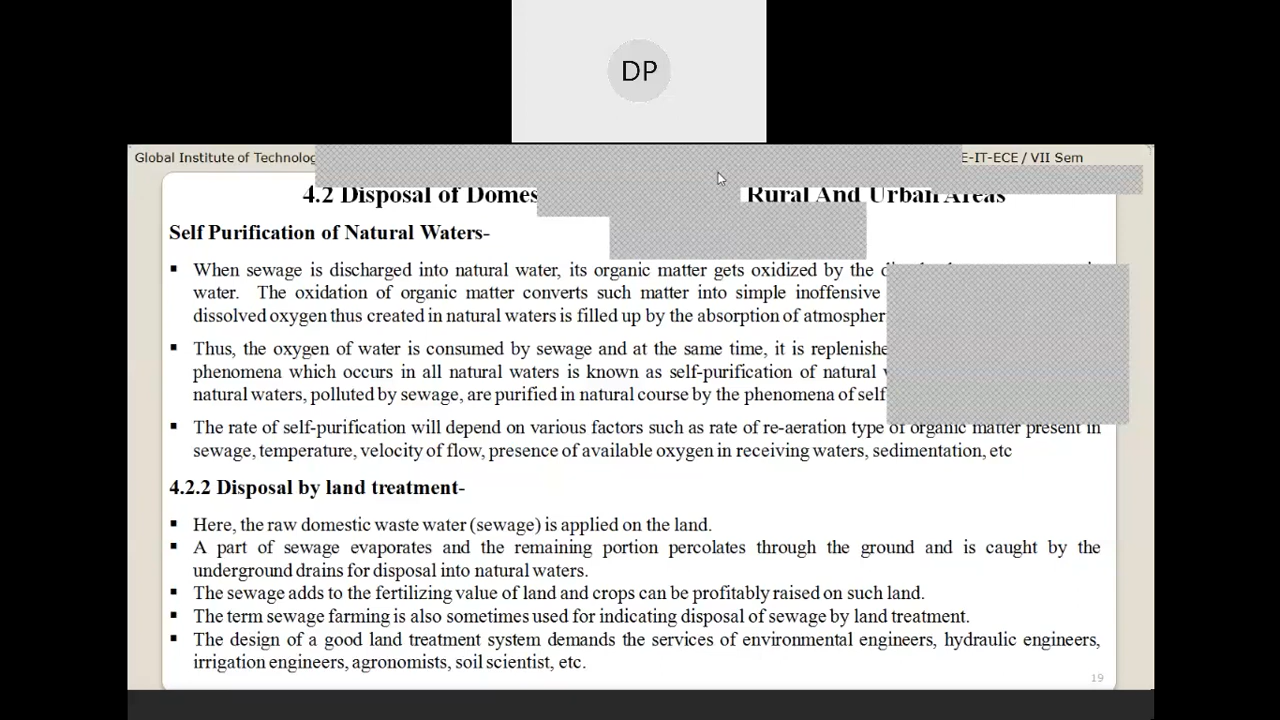 DP
Global Institute of Technolog
E-IT-ECE / VII Sem
4.2 Disposal of Domes Rural And Urban Areas
Self Purification of Natural Waters-
▪ When sewage is discharged into natural water, its organic matter gets oxidized by the
water. The oxidation of organic matter converts such matter into simple inoffensive
dissolved oxygen thus created in natural waters is filled up by the absorption of atmospher
▪ Thus, the oxygen of water is consumed by sewage and at the same time, it is replenishe
phenomena which occurs in all natural waters is known as self-purification of natural
natural waters, polluted by sewage, are purified in natural course by the phenomena of self
▪ The rate of self-purification will depend on various factors such as rate of re-aeration type of organic matter present in
sewage, temperature, velocity of flow, presence of available oxygen in receiving waters, sedimentation, etc
4.2.2 Disposal by land treatment-
▪ Here, the raw domestic waste water (sewage) is applied on the land.
▪ A part of sewage evaporates and the remaining portion percolates through the ground and is caught by the
underground drains for disposal into natural waters.
▪ The sewage adds to the fertilizing value of land and crops can be profitably raised on such land.
▪ The term sewage farming is also sometimes used for indicating disposal of sewage by land treatment.
▪ The design of a good land treatment system demands the services of environmental engineers, hydraulic engineers,
irrigation engineers, agronomists, soil scientist, etc.
19